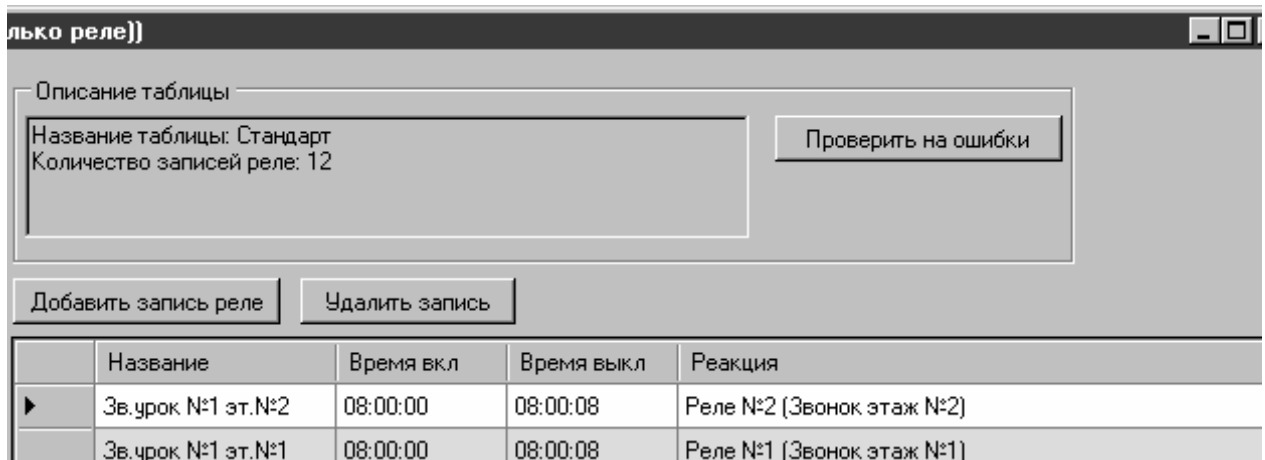 лько реле))
Описание таблицы
Название таблицы: Стандарт
Количество записей реле: 12
Проверить на ошибки
Добавить запись реле Удалить запись
Название Время вкл Время выкл Реакция
Зв.урок №1 эт.№2 08:00:00 08:00:08 Реле №2 (Звонок этаж №2)
Зв.урок №1 эт.№1 08:00:00 08:00:08 Реле №1 (Звонок этаж №1)